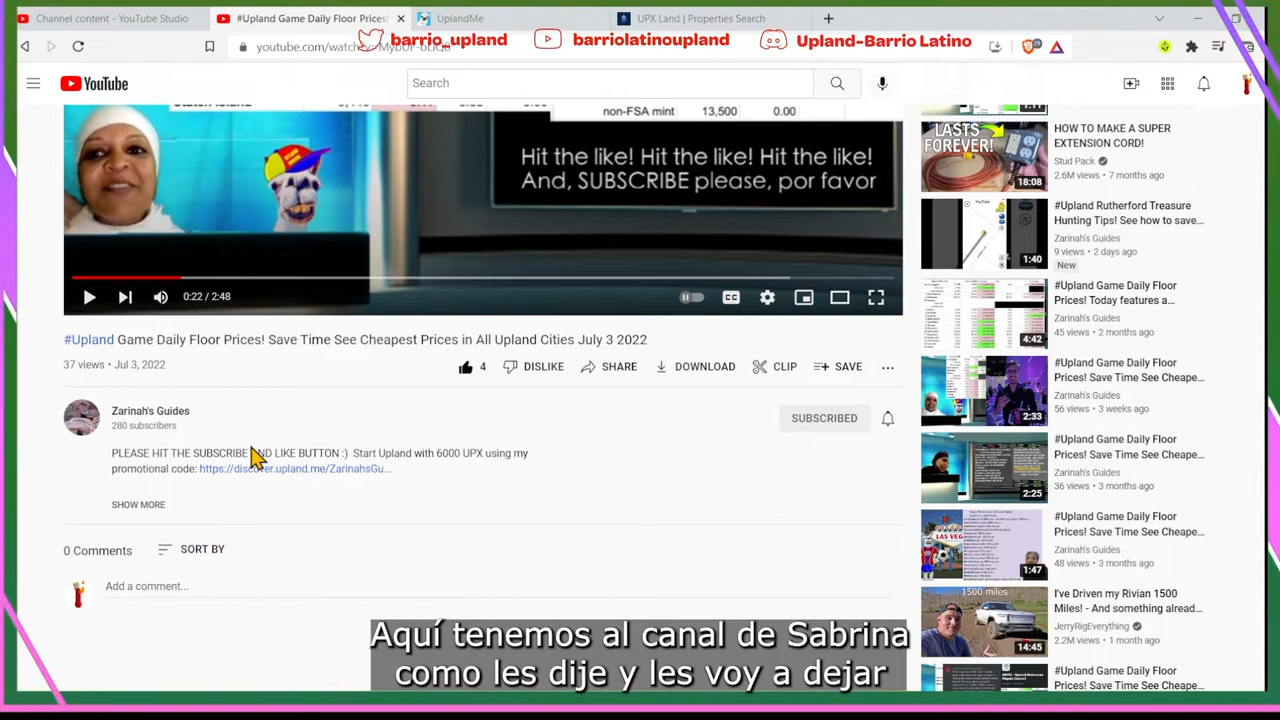 Channel content - YouTube Studio
#Upland Game Daily Floor Prices!
UplandMe
UPX Land | Properties Search
barrio_upland
barriolatinoupland
Upland-Barrio Latino
YouTube
Search
non-FSA mint 13,500 0.00
Hit the like! Hit the like! Hit the like!
And, SUBSCRIBE please, por favor
0:22 / 2:48
#Upland Game Daily Floor Prices! Save Time See Cheapest Prices in All Upland Cities July 2022
37 views • Jul 3, 2022
4 DISLIKE SHARE DOWNLOAD CLIP SAVE
Zarinah's Guides
280 subscribers
SUBSCRIBED
PLEASE HIT THE SUBSCRIBE AND LIKE BUTTON :) Start Upland with 6000 UPX using my
promotional code:
SHOW MORE
0 Comments SORT BY
comment...
HOW TO MAKE A SUPER
EXTENSION CORD!
Stud Pack
2.6M views • 7 months ago
LASTS
FOREVER!
18:08
#Upland Rutherford Treasure
Hunting Tips! See how to save...
Zarinah's Guides
9 views • 2 days ago
New
1:40
#Upland Game Daily Floor
Prices! Today features a...
Zarinah's Guides
45 views • 2 months ago
4:42
#Upland Game Daily Floor
Prices! Save Time See Cheape...
Zarinah's Guides
56 views • 3 weeks ago
2:33
#Upland Game Daily Floor
Prices! Save Time See Cheape...
Zarinah's Guides
36 views • 3 months ago
2:25
#Upland Game Daily Floor
Prices! Save Time See Cheape...
Zarinah's Guides
48 views • 3 months ago
LAS VEGAS
1:47
I've Driven my Rivian 1500
Miles! - And something alread...
JerryRigEverything
2.2M views • 1 month ago
1500 miles
14:45
#Upland Game Daily Floor
Prices! Save Time See Cheape...
Aquí tenemos al canal de Sabrina
como les dije y les voy a dejar